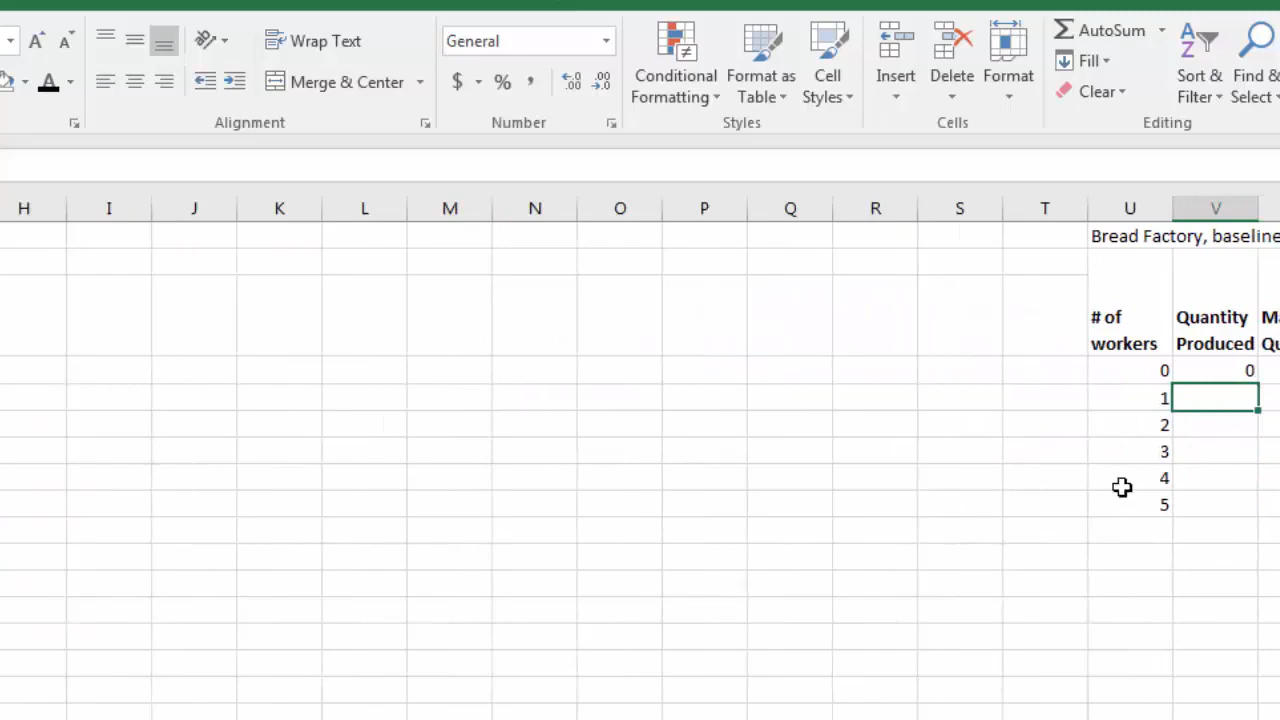 A A Wrap Text General Conditional Format as Cell Insert Delete Format AutoSum
Fill
A Merge & Center $ % , .00 .00 Formatting Table Styles Clear Sort & Find &
Filter Select
Alignment Number Styles Cells Editing
H I J K L M N O P Q R S T U V
Bread Factory, baseline
# of Quantity
workers Produced
0 0
1
2
3
4
5